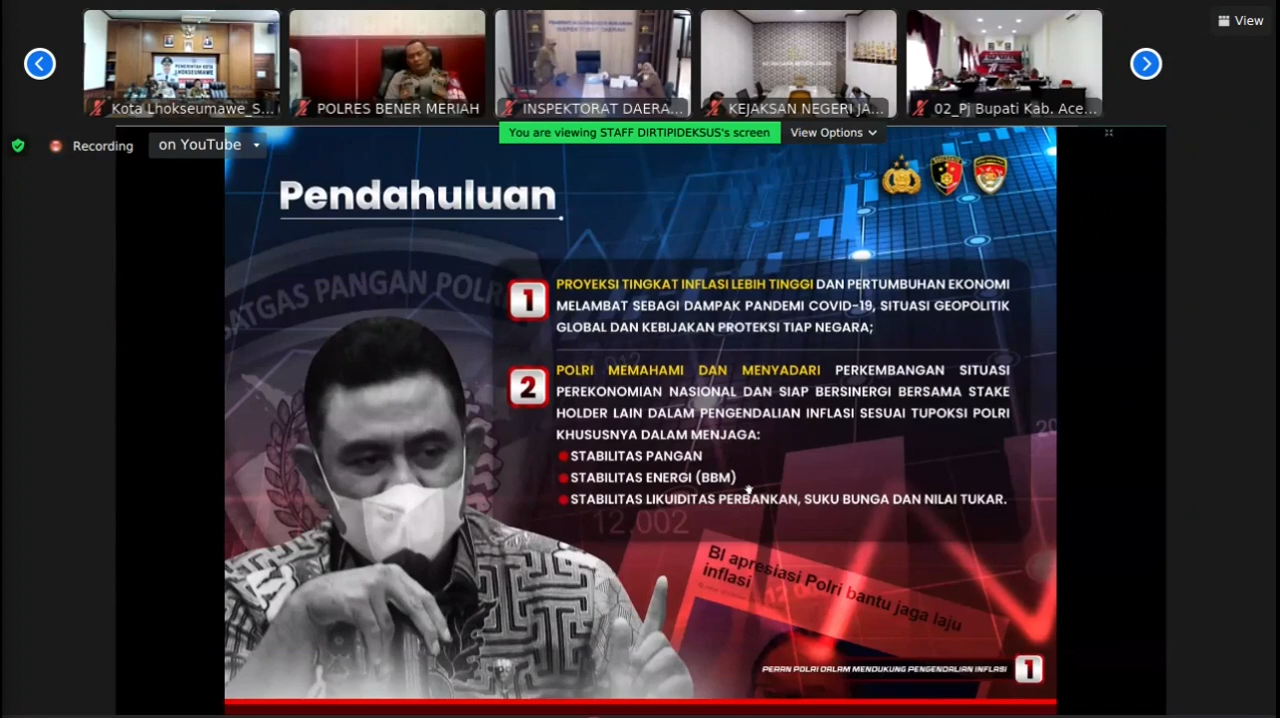 View
PEMERINTAH KOTA
LHOKSEUMAWE
INSPEKTORAT DAERAH
Kota Lhokseumawe_S...
POLRES BENER MERIAH
INSPEKTORAT DAERA...
KEJAKSAN NEGERI JA...
02_Pj Bupati Kab. Ace...
You are viewing STAFF DIRTIPIDEKSUS's screen
View Options
Recording
on YouTube
Pendahuluan
SATGAS PANGAN POLRI
1
PROYEKSI TINGKAT INFLASI LEBIH TINGGI DAN PERTUMBUHAN EKONOMI
MELAMBAT SEBAGI DAMPAK PANDEMI COVID-19, SITUASI GEOPOLITIK
GLOBAL DAN KEBIJAKAN PROTEKSI TIAP NEGARA;
2
POLRI MEMAHAMI DAN MENYADARI PERKEMBANGAN SITUASI
PEREKONOMIAN NASIONAL DAN SIAP BERSINERGI BERSAMA STAKE
HOLDER LAIN DALAM PENGENDALIAN INFLASI SESUAI TUPOKSI POLRI
KHUSUSNYA DALAM MENJAGA:
STABILITAS PANGAN
STABILITAS ENERGI (BBM)
STABILITAS LIKUIDITAS PERBANKAN, SUKU BUNGA DAN NILAI TUKAR.
12.002
BI apresiasi Polri bantu jaga laju
inflasi
PERAN POLRI DALAM MENDUKUNG PENGENDALIAN INFLASI
1